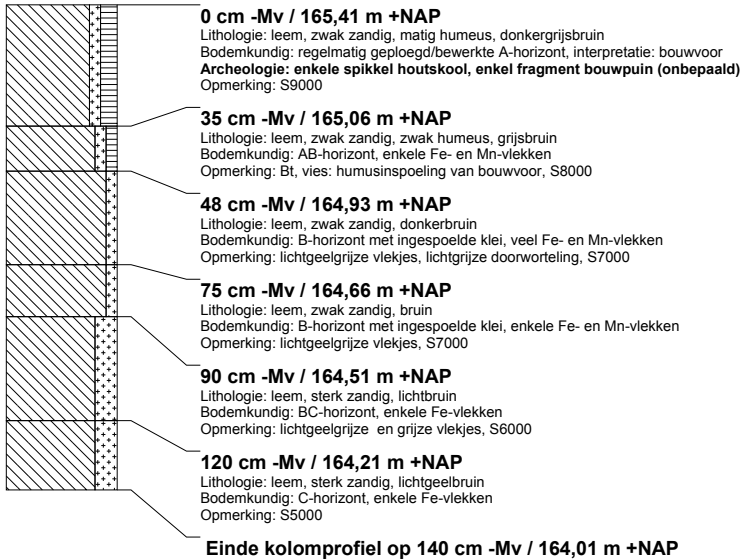 0 cm -Mv / 165,41 m +NAP
Lithologie: leem, zwak zandig, matig humeus, donkergrijsbruin
Bodemkundig: regelmatig geploegd/bewerkte A-horizont, interpretatie: bouwvoor
Archeologie: enkele spikkel houtskool, enkel fragment bouwpuin (onbepaald)
Opmerking: S9000
35 cm -Mv / 165,06 m +NAP
Lithologie: leem, zwak zandig, zwak humeus, grijsbruin
Bodemkundig: AB-horizont, enkele Fe- en Mn-vlekken
Opmerking: Bt, vies: humusinspoeling van bouwvoor, S8000
48 cm -Mv / 164,93 m +NAP
Lithologie: leem, zwak zandig, donkerbruin
Bodemkundig: B-horizont met ingespoelde klei, veel Fe- en Mn-vlekken
Opmerking: lichtgeelgrijze vlekjes, lichtgrijze doorworteling, S7000
75 cm -Mv / 164,66 m +NAP
Lithologie: leem, zwak zandig, bruin
Bodemkundig: B-horizont met ingespoelde klei, enkele Fe- en Mn-vlekken
Opmerking: lichtgeelgrijze vlekjes, S7000
90 cm -Mv / 164,51 m +NAP
Lithologie: leem, sterk zandig, lichtbruin
Bodemkundig: BC-horizont, enkele Fe-vlekken
Opmerking: lichtgeelgrijze en grijze vlekjes, S6000
120 cm -Mv / 164,21 m +NAP
Lithologie: leem, sterk zandig, lichtgeelbruin
Bodemkundig: C-horizont, enkele Fe-vlekken
Opmerking: S5000
Einde kolomprofiel op 140 cm -Mv / 164,01 m +NAP